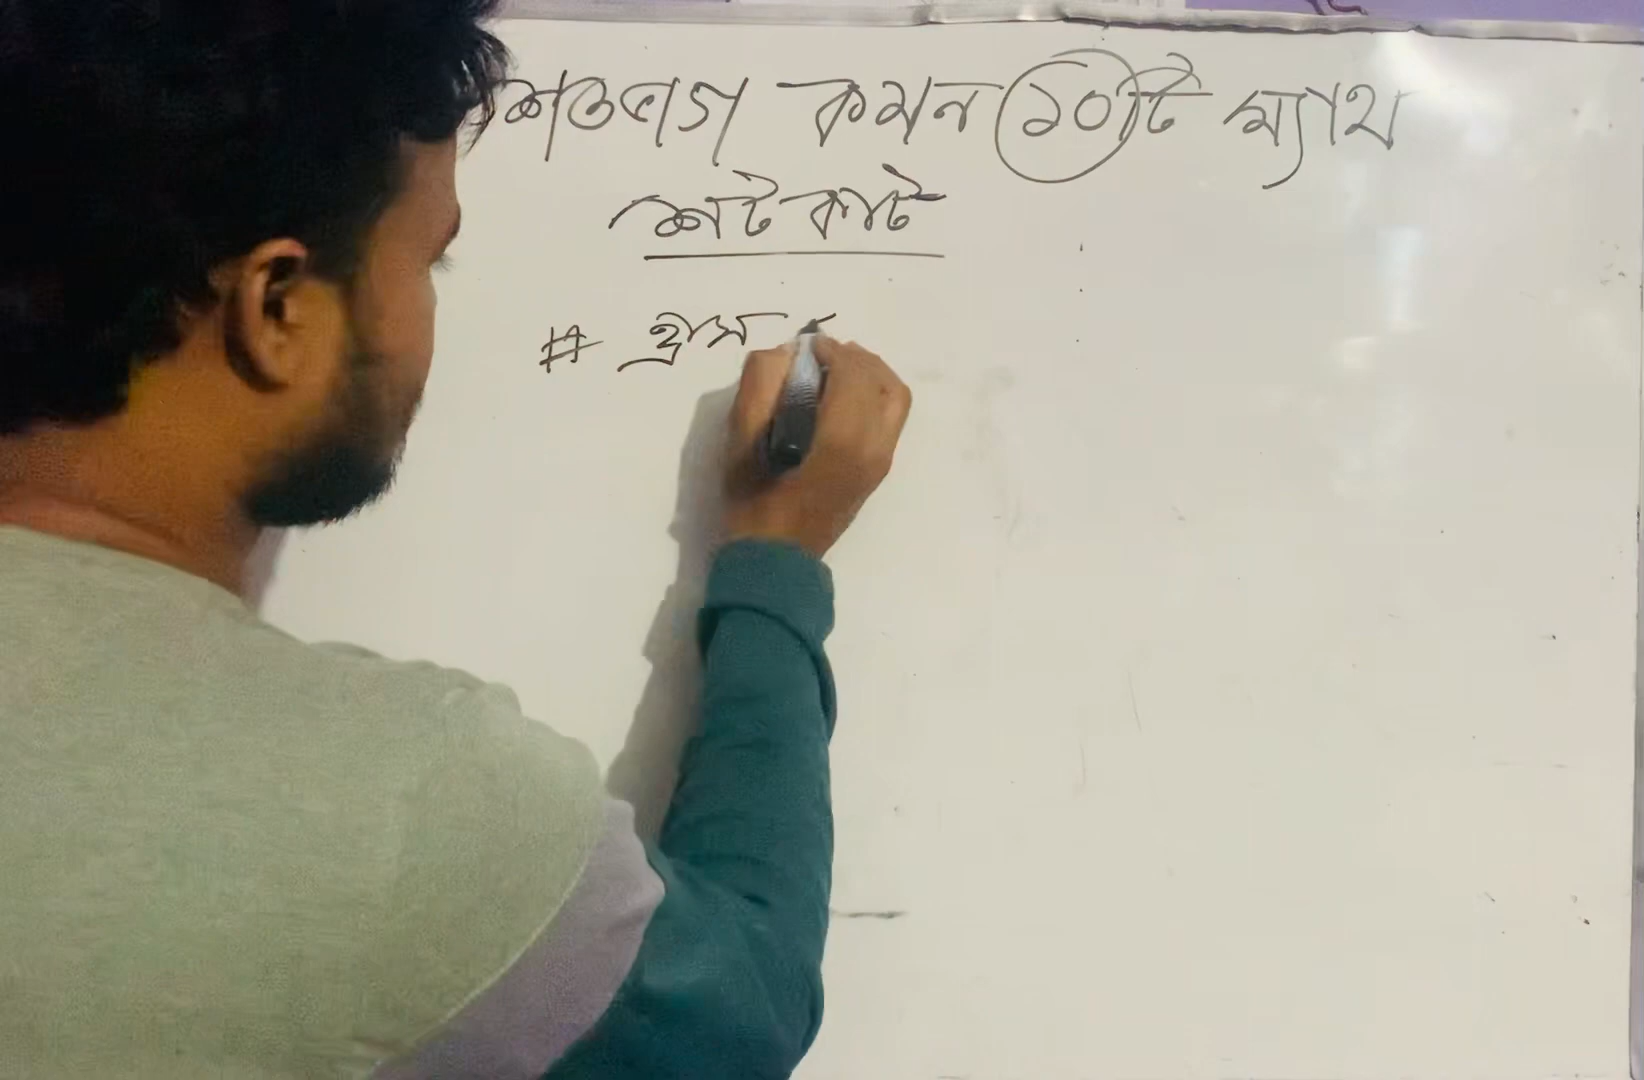 শতভাগ কমন ১০টি ম্যাথ
শর্টকাট
# হ্রাস